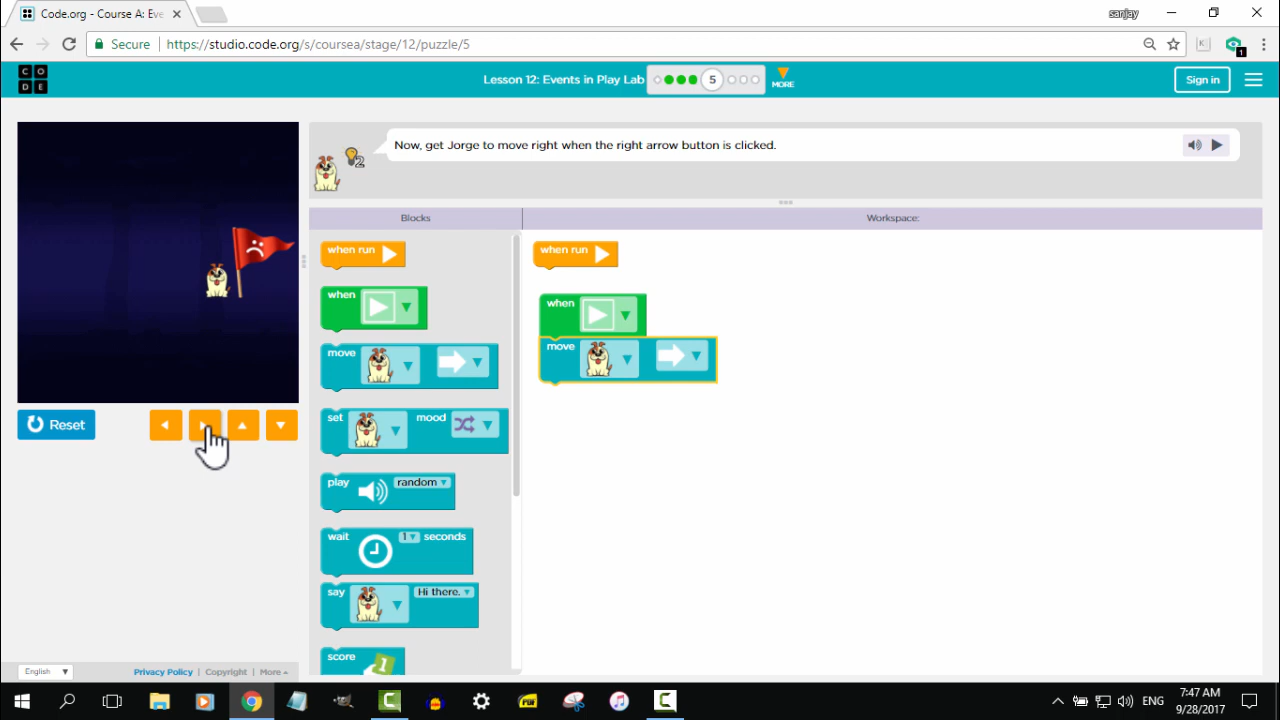 Code.org - Course A: Eve
sanjay
Secure
https://studio.code.org/s/coursea/stage/12/puzzle/5
K
1
C O
D E
Lesson 12: Events in Play Lab
5
MORE
Sign in
2
Now, get Jorge to move right when the right arrow button is clicked.
Blocks
Workspace:
when run
when run
when
when
move
move
Reset
set
mood
play
random
wait
1
seconds
say
Hi there.
score
1
English
Privacy Policy
Copyright
More
C
PDF
C
ENG
7:47 AM
9/28/2017